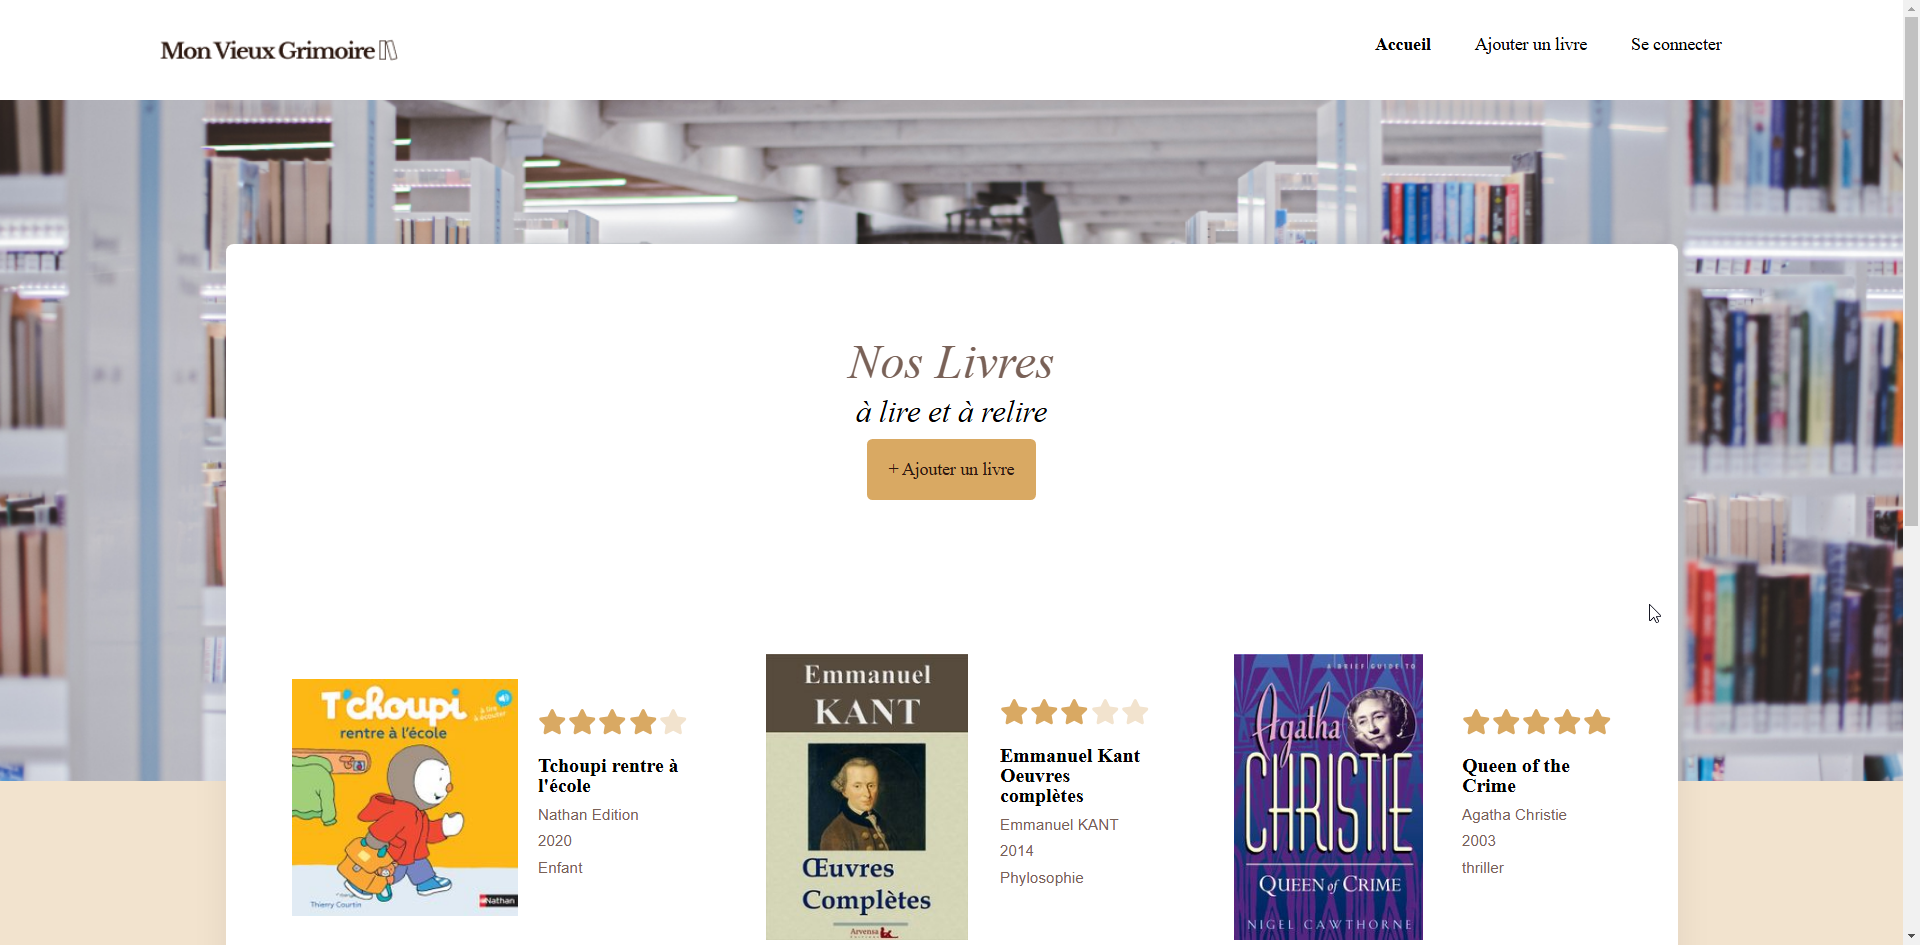 Mon Vieux Grimoire
Accueil
Ajouter un livre
Se connecter
Nos Livres
à lire et à relire
+ Ajouter un livre
T'choupi
à lire
à écouter
rentre à l'école
Thierry Courtin
Nathan
Tchoupi rentre à
l'école
Nathan Edition
2020
Enfant
Emmanuel
KANT
Œuvres
Complètes
Arvensa
Emmanuel Kant
Oeuvres
complètes
Emmanuel KANT
2014
Phylosophie
A BRIEF GUIDE TO
Agatha
CHRISTIE
QUEEN of CRIME
NIGEL CAWTHORNE
Queen of the
Crime
Agatha Christie
2003
thriller